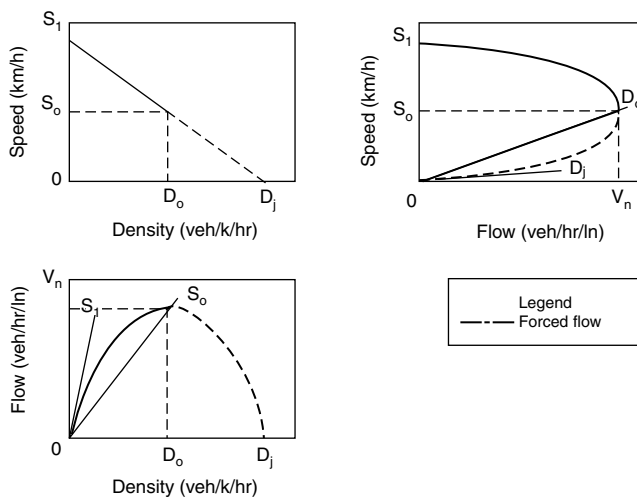 S1
Speed (km/h)
So
0
Do
Dj
Density (veh/k/hr)
S1
Speed (km/h)
So
Do
Dj
0
Vn
Flow (veh/hr/ln)
Vn
So
S1
Flow (veh/hr/ln)
0
Do
Dj
Density (veh/k/hr)
Legend
Forced flow